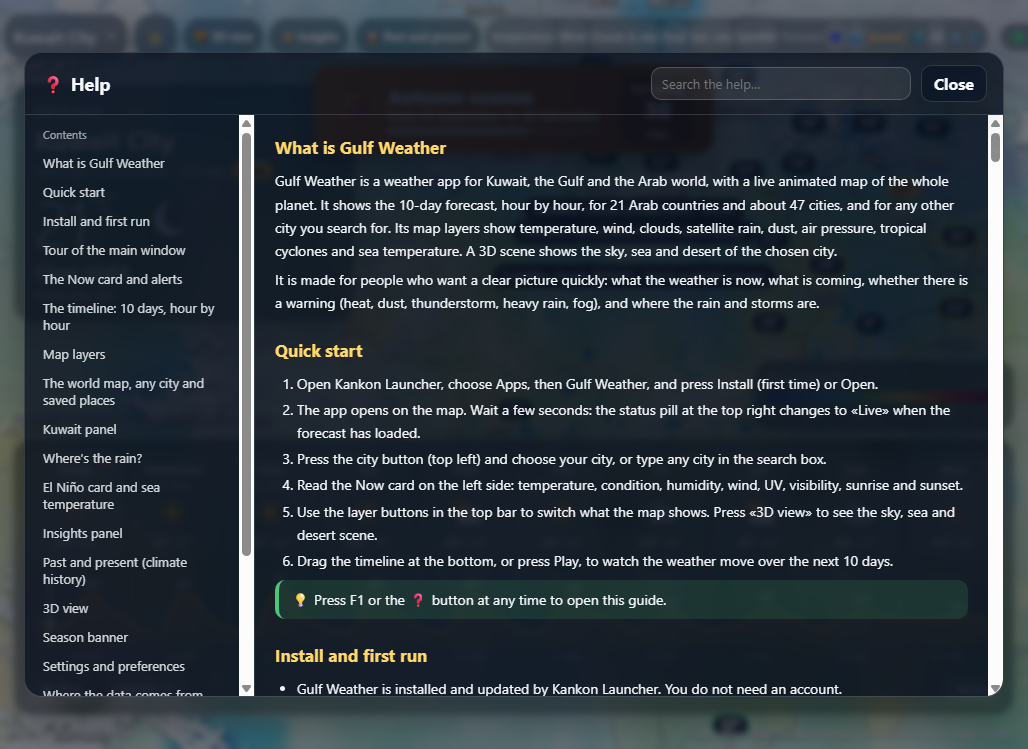 Kuwait City
3D view
Insights
Past and present
❓ Help
Search the help...
Close
Contents
What is Gulf Weather
Quick start
Install and first run
Tour of the main window
The Now card and alerts
The timeline: 10 days, hour by
hour
Map layers
The world map, any city and
saved places
Kuwait panel
Where's the rain?
El Niño card and sea
temperature
Insights panel
Past and present (climate
history)
3D view
Season banner
Settings and preferences
Where the data comes from
What is Gulf Weather
Gulf Weather is a weather app for Kuwait, the Gulf and the Arab world, with a live animated map of the whole
planet. It shows the 10-day forecast, hour by hour, for 21 Arab countries and about 47 cities, and for any other
city you search for. Its map layers show temperature, wind, clouds, satellite rain, dust, air pressure, tropical
cyclones and sea temperature. A 3D scene shows the sky, sea and desert of the chosen city.
It is made for people who want a clear picture quickly: what the weather is now, what is coming, whether there is
a warning (heat, dust, thunderstorm, heavy rain, fog), and where the rain and storms are.
Quick start
1. Open Kankon Launcher, choose Apps, then Gulf Weather, and press Install (first time) or Open.
2. The app opens on the map. Wait a few seconds: the status pill at the top right changes to «Live» when the
forecast has loaded.
3. Press the city button (top left) and choose your city, or type any city in the search box.
4. Read the Now card on the left side: temperature, condition, humidity, wind, UV, visibility, sunrise and sunset.
5. Use the layer buttons in the top bar to switch what the map shows. Press «3D view» to see the sky, sea and
desert scene.
6. Drag the timeline at the bottom, or press Play, to watch the weather move over the next 10 days.
💡 Press F1 or the ❓ button at any time to open this guide.
Install and first run
• Gulf Weather is installed and updated by Kankon Launcher. You do not need an account.